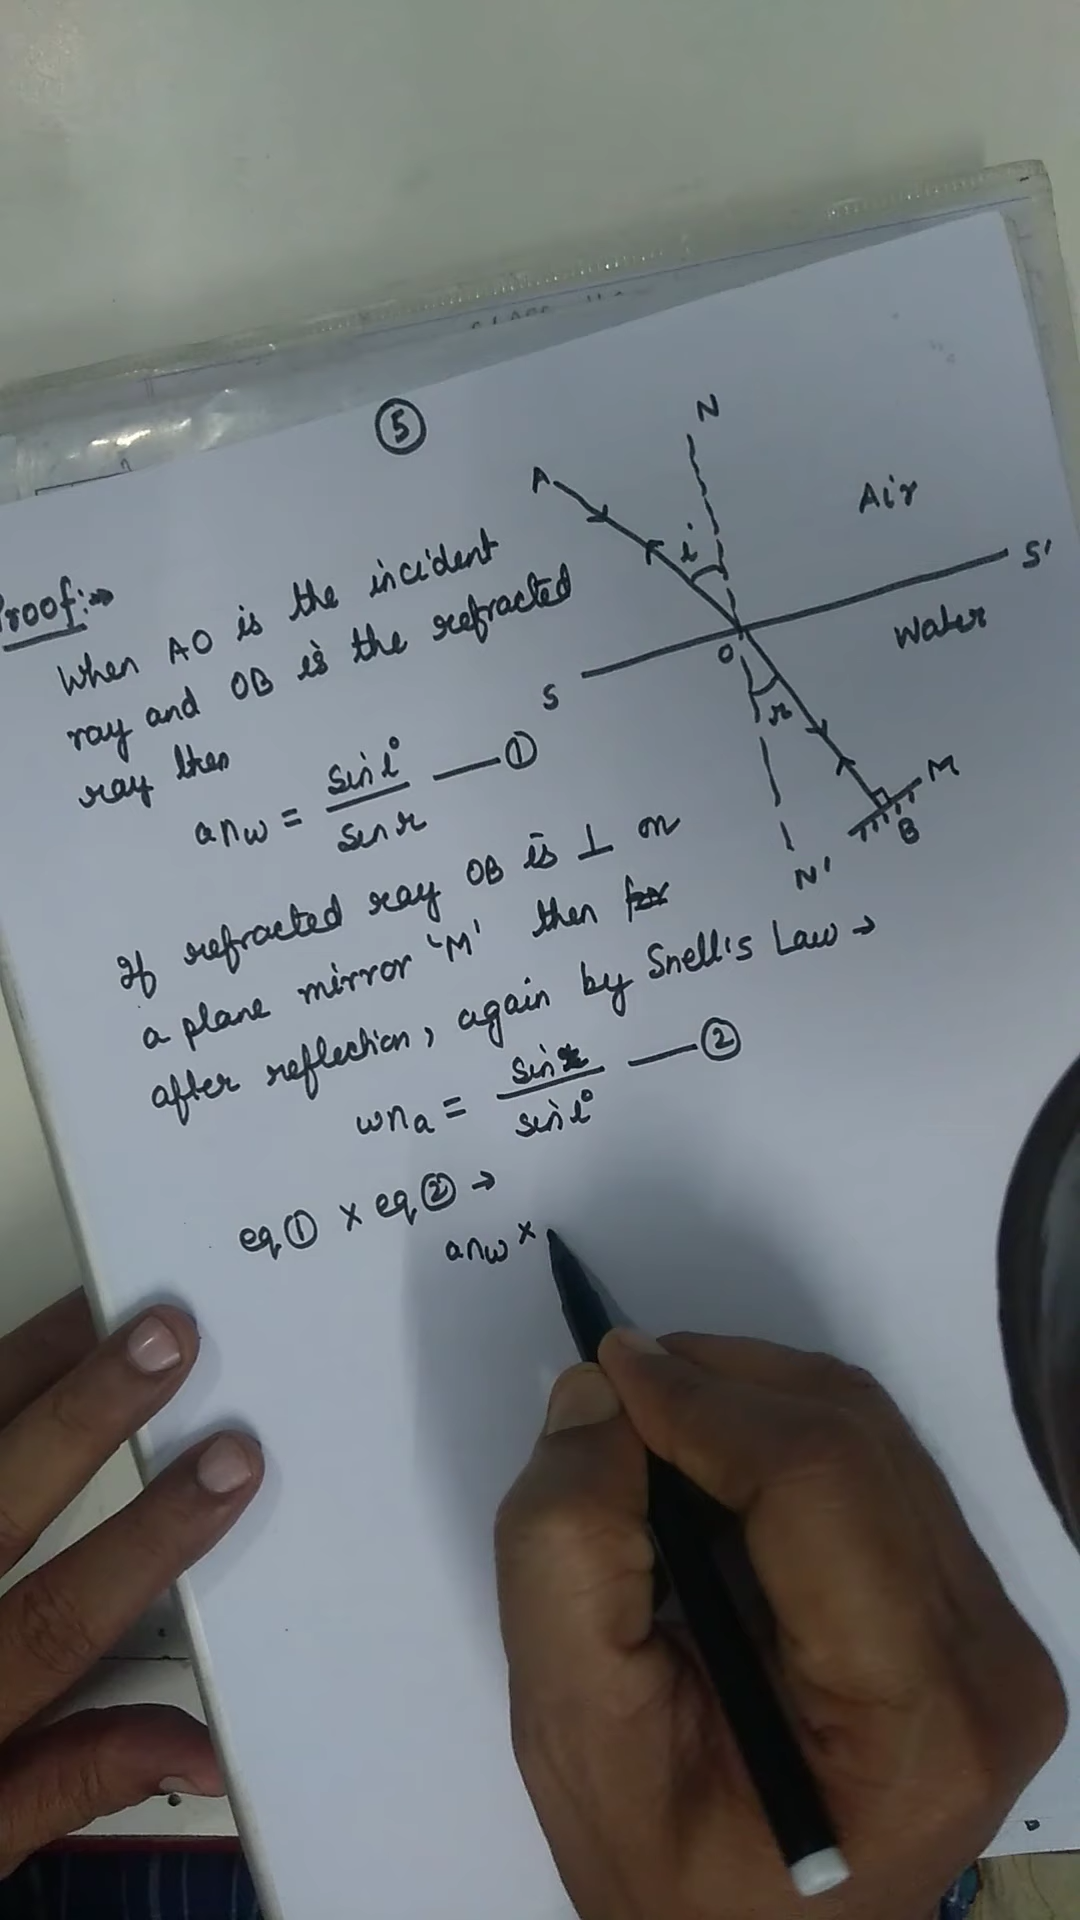 5
N
A
Air
i
S'
Proof:→
When AO is the incident
ray and OB is the refracted
ray then
O
Water
S
r
anw = sin i / sin r — 1
M
B
N'
If refracted ray OB is ⊥ on
a plane mirror 'M' then
after reflection, again by Snell's Law →
wna = sin r / sin i — 2
eq 1 × eq 2 →
anw ×